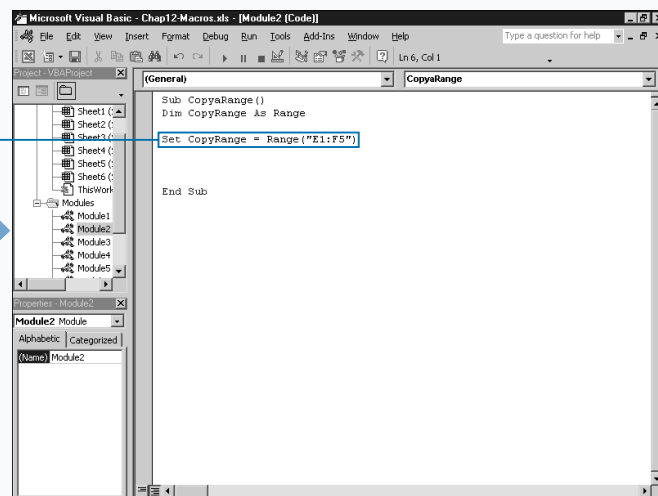 Microsoft Visual Basic - Chap12-Macros.xls - [Module2 (Code)]
File Edit View Insert Format Debug Run Tools Add-Ins Window Help Type a question for help
Ln 6, Col 1
Project - VBAProject
(General) CopyaRange
Sub CopyaRange()
Dim CopyRange As Range
Set CopyRange = Range("E1:F5")
End Sub
Sheet1 (
Sheet2 (
Sheet3 (
Sheet4 (
Sheet5 (
Sheet6 (
ThisWork
Modules
Module1
Module2
Module3
Module4
Module5
Properties - Module2
Module2 Module
Alphabetic Categorized
(Name) Module2